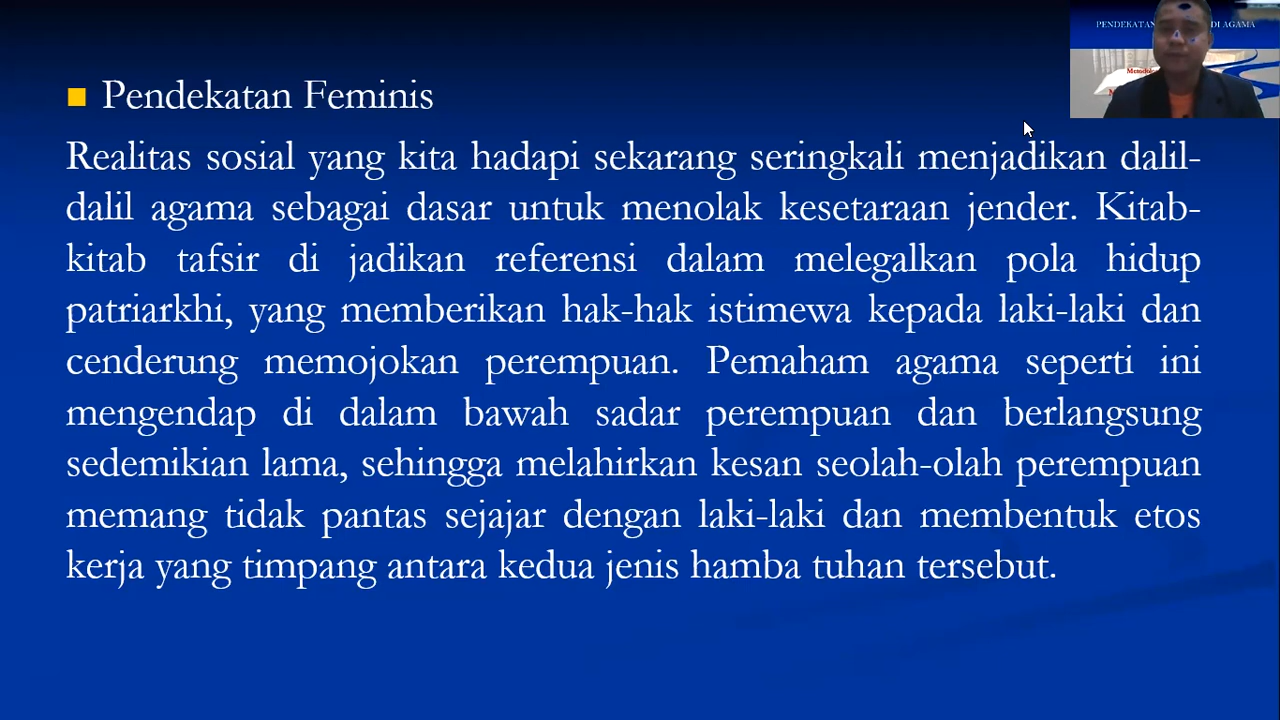 PENDEKATAN
DI AGAMA
Pendekatan Feminis
Realitas sosial yang kita hadapi sekarang seringkali menjadikan dalil-
dalil agama sebagai dasar untuk menolak kesetaraan jender. Kitab-
kitab tafsir di jadikan referensi dalam melegalkan pola hidup
patriarkhi, yang memberikan hak-hak istimewa kepada laki-laki dan
cenderung memojokan perempuan. Pemaham agama seperti ini
mengendap di dalam bawah sadar perempuan dan berlangsung
sedemikian lama, sehingga melahirkan kesan seolah-olah perempuan
memang tidak pantas sejajar dengan laki-laki dan membentuk etos
kerja yang timpang antara kedua jenis hamba tuhan tersebut.